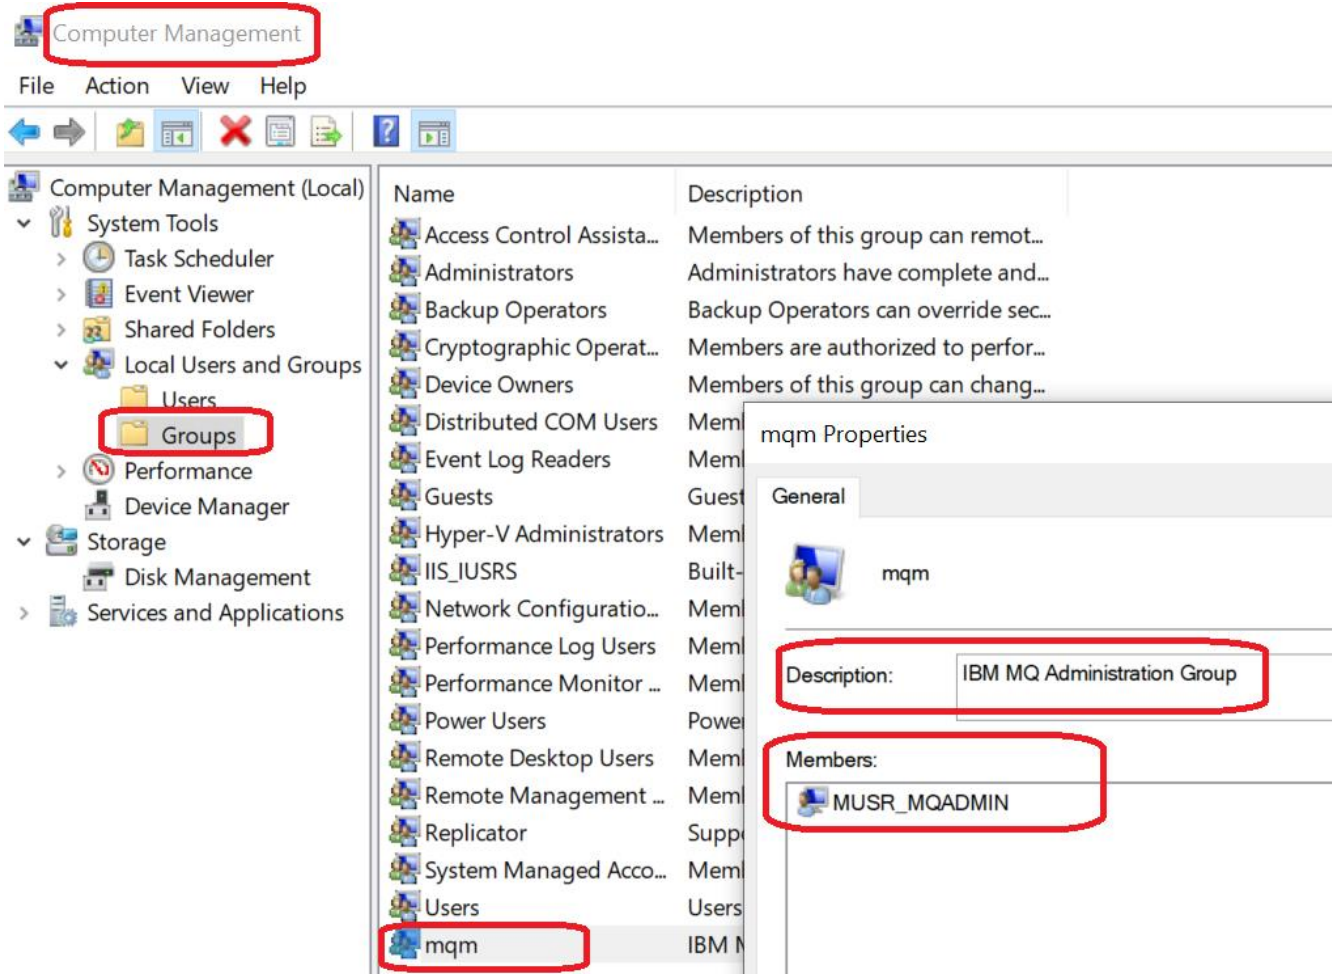 Computer Management
File Action View Help
Computer Management (Local)
System Tools
Task Scheduler
Event Viewer
Shared Folders
Local Users and Groups
Users
Groups
Performance
Device Manager
Storage
Disk Management
Services and Applications
Name Description
Access Control Assista... Members of this group can remot...
Administrators Administrators have complete and...
Backup Operators Backup Operators can override sec...
Cryptographic Operat... Members are authorized to perfor...
Device Owners Members of this group can chang...
Distributed COM Users
Event Log Readers
Guests Guest
Hyper-V Administrators
IIS_IUSRS Built-
Network Configuratio...
Performance Log Users
Performance Monitor ...
Power Users Power
Remote Desktop Users
Remote Management ...
Replicator Suppo
System Managed Acco...
Users Users
mqm IBM
mqm Properties
General
mqm
Description: IBM MQ Administration Group
Members:
MUSR_MQADMIN